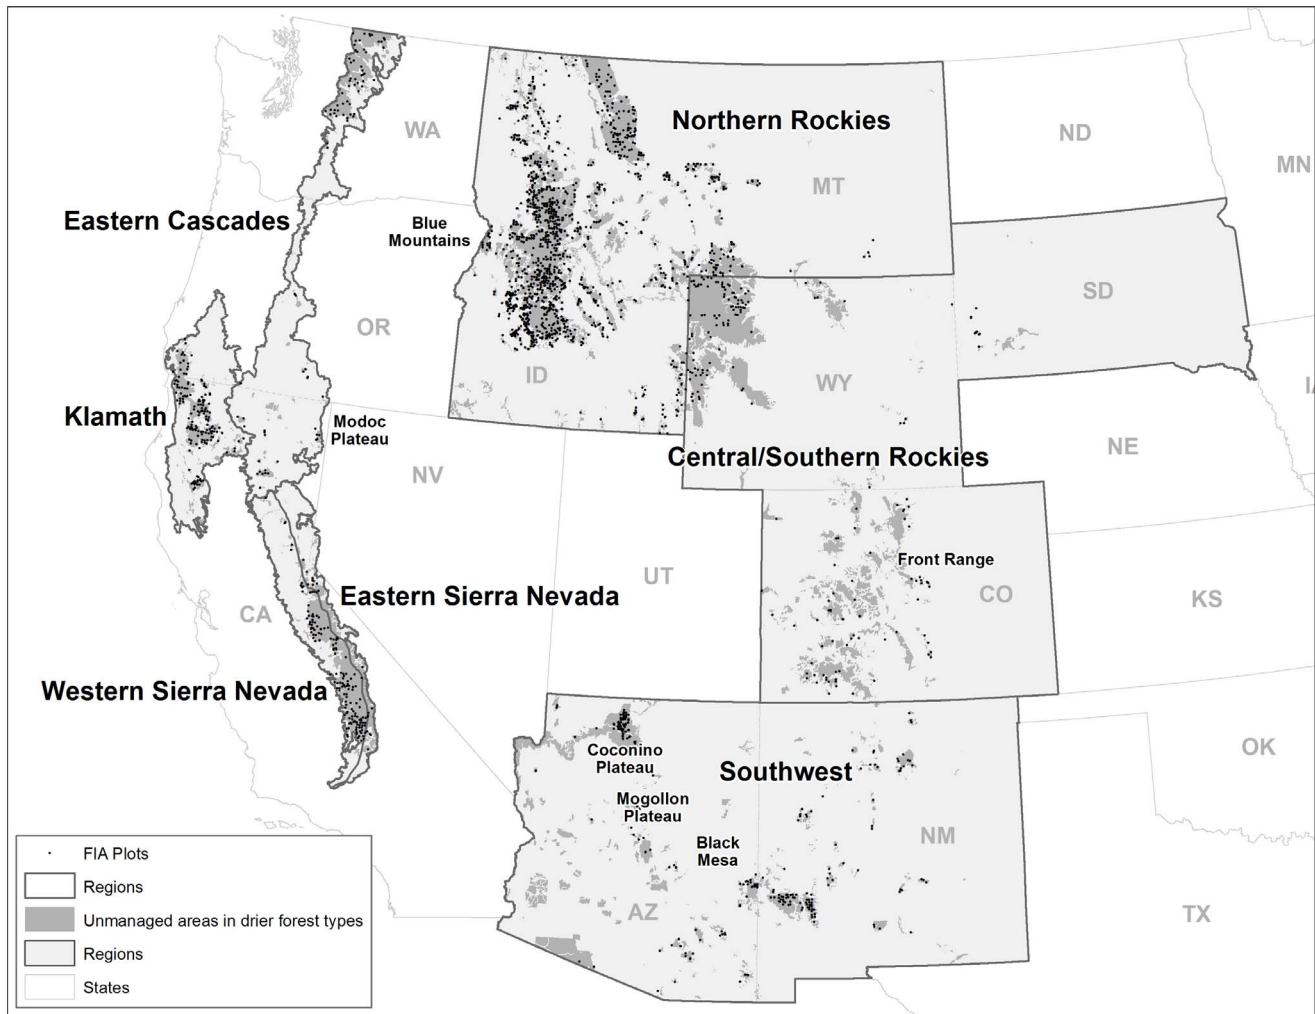 Northern Rockies
ND
WA
MN
MT
Eastern Cascades
Blue
Mountains
SD
OR
ID
WY
Klamath
Modoc
Plateau
NE
Central/Southern Rockies
NV
Front Range
UT
CO
KS
Eastern Sierra Nevada
CA
Western Sierra Nevada
OK
Coconino
Plateau
Southwest
Mogollon
Plateau
NM
Black
Mesa
AZ
TX
FIA Plots
Regions
Unmanaged areas in drier forest types
Regions
States